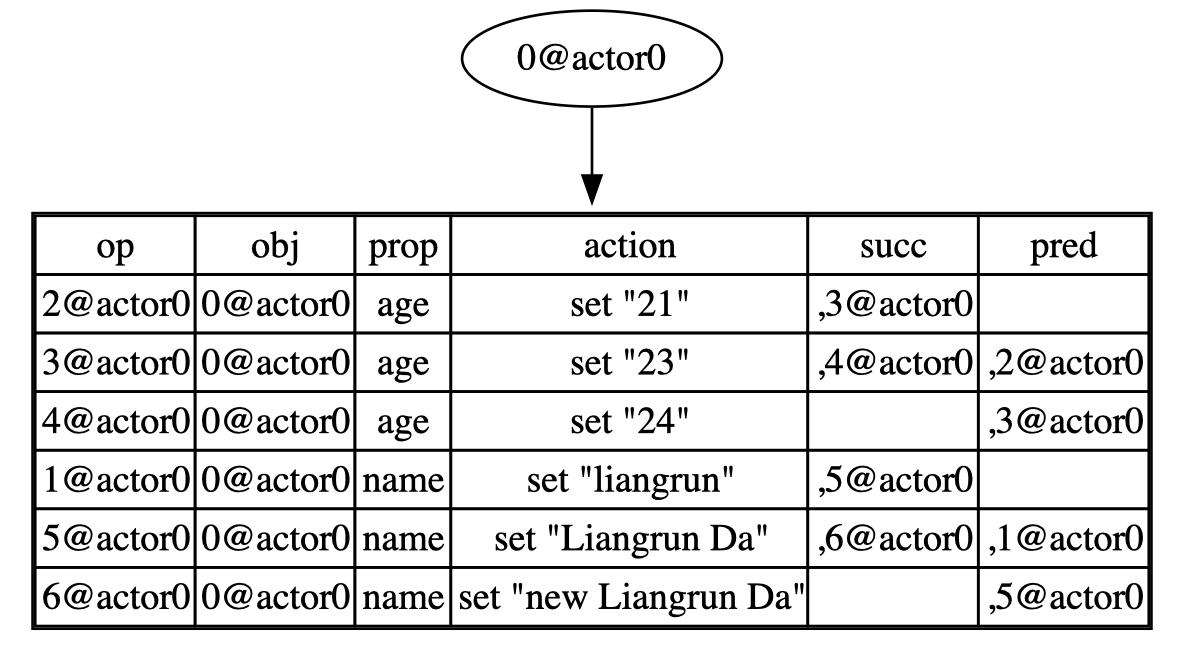 0@actor0
op obj prop action succ pred
2@actor0 0@actor0 age set "21" ,3@actor0
3@actor0 0@actor0 age set "23" ,4@actor0 ,2@actor0
4@actor0 0@actor0 age set "24" ,3@actor0
1@actor0 0@actor0 name set "liangrun" ,5@actor0
5@actor0 0@actor0 name set "Liangrun Da" ,6@actor0 ,1@actor0
6@actor0 0@actor0 name set "new Liangrun Da" ,5@actor0